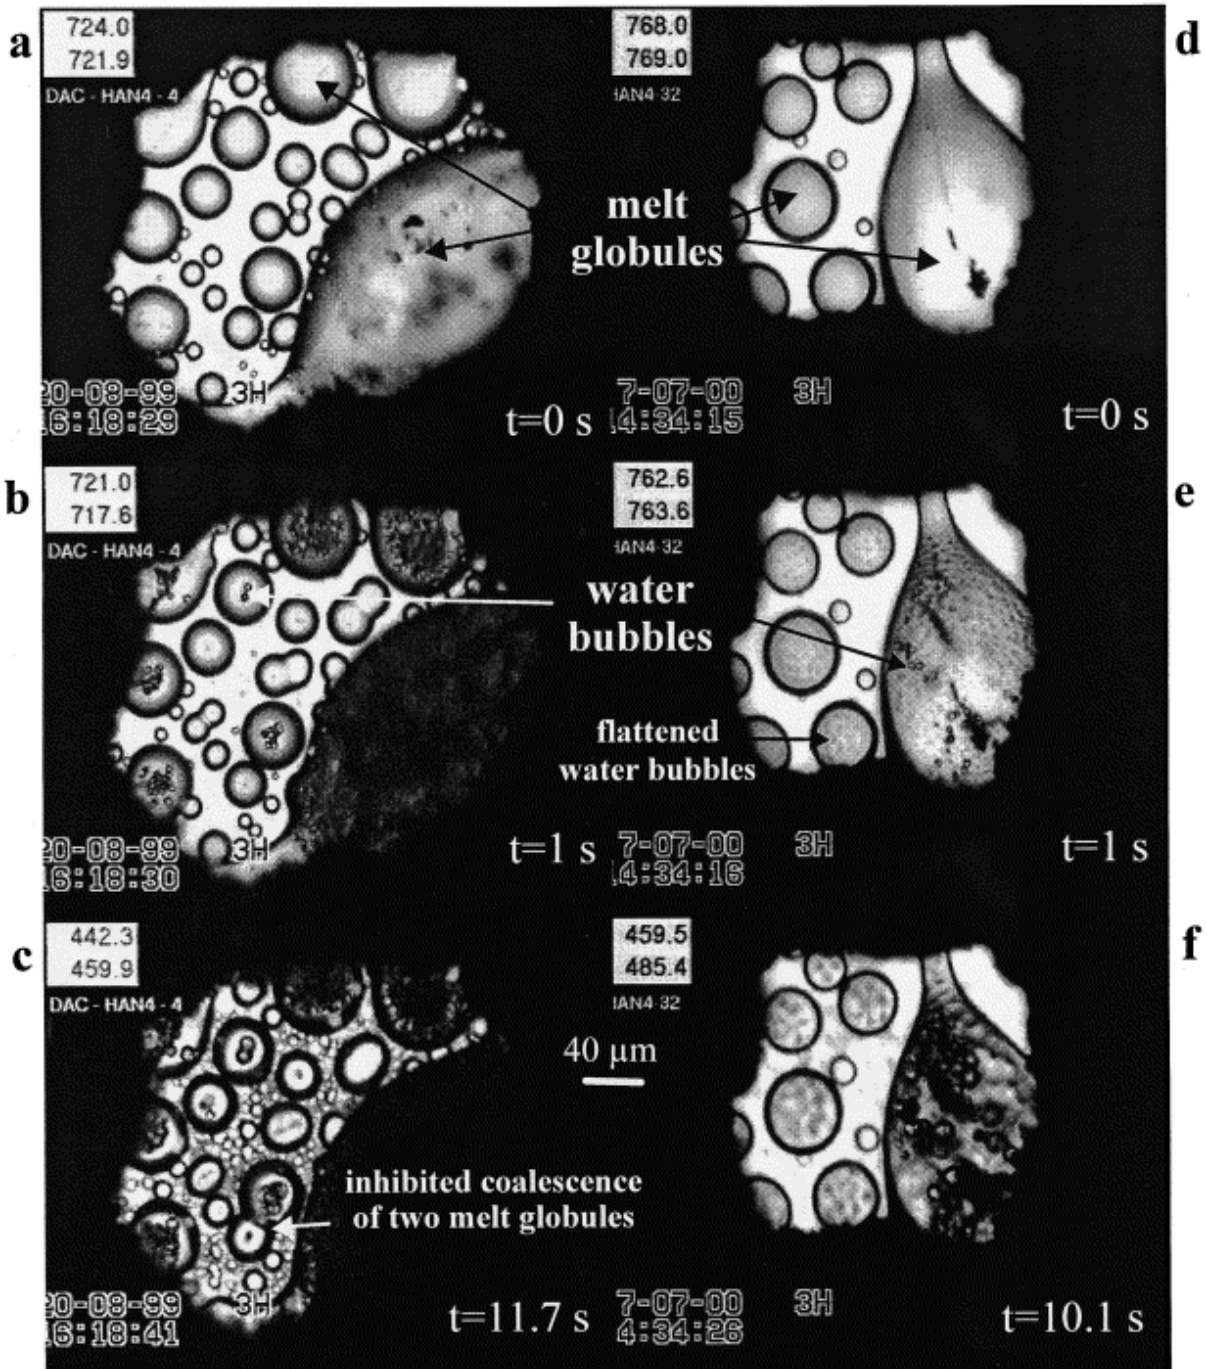 a
724.0
721.9
DAC - HAN4 - 4
20-08-99
16:18:29
3H
t=0 s
melt
globules
d
768.0
769.0
IAN4-32
7-07-00
4:34:15
3H
t=0 s
b
721.0
717.6
DAC - HAN4 - 4
20-08-99
16:18:30
3H
t=1 s
water
bubbles
flattened
water bubbles
e
762.6
763.6
IAN4-32
7-07-00
4:34:16
3H
t=1 s
c
442.3
459.9
DAC - HAN4 - 4
20-08-99
16:18:41
3H
t=11.7 s
inhibited coalescence
of two melt globules
40 µm
f
459.5
485.4
IAN4-32
7-07-00
4:34:26
3H
t=10.1 s